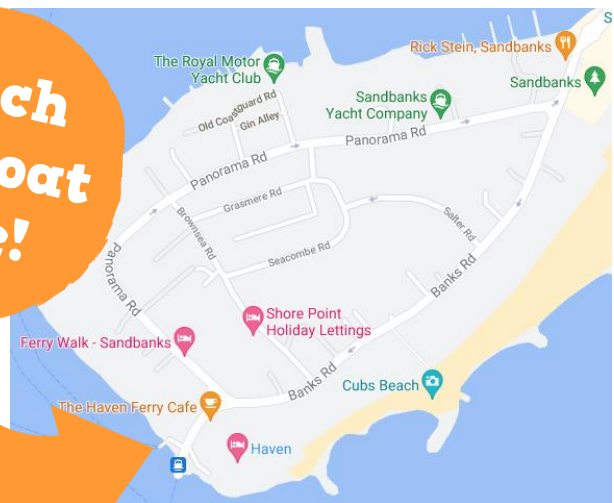 ch
oat
!
The Royal Motor
Yacht Club
Rick Stein, Sandbanks
Sandbanks
Sandbanks
Yacht Company
Old Coastguard Rd
Gin Alley
Panorama Rd
Panorama Rd
Grasmere Rd
Brownsea Rd
Salter Rd
Seacombe Rd
Panorama Rd
Banks Rd
Shore Point
Holiday Lettings
Ferry Walk - Sandbanks
Banks Rd
Cubs Beach
The Haven Ferry Cafe
Haven